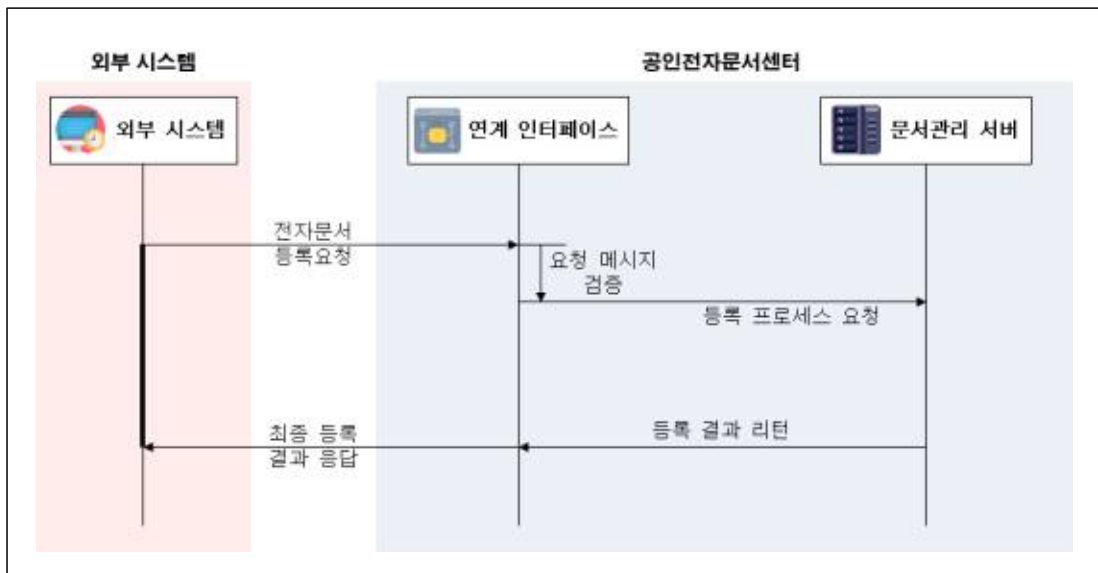 외부 시스템
공인전자문서센터
외부 시스템
연계 인터페이스
문서관리 서버
전자문서
등록요청
요청 메시지
검증
등록 프로세스 요청
최종 등록
결과 응답
등록 결과 리턴